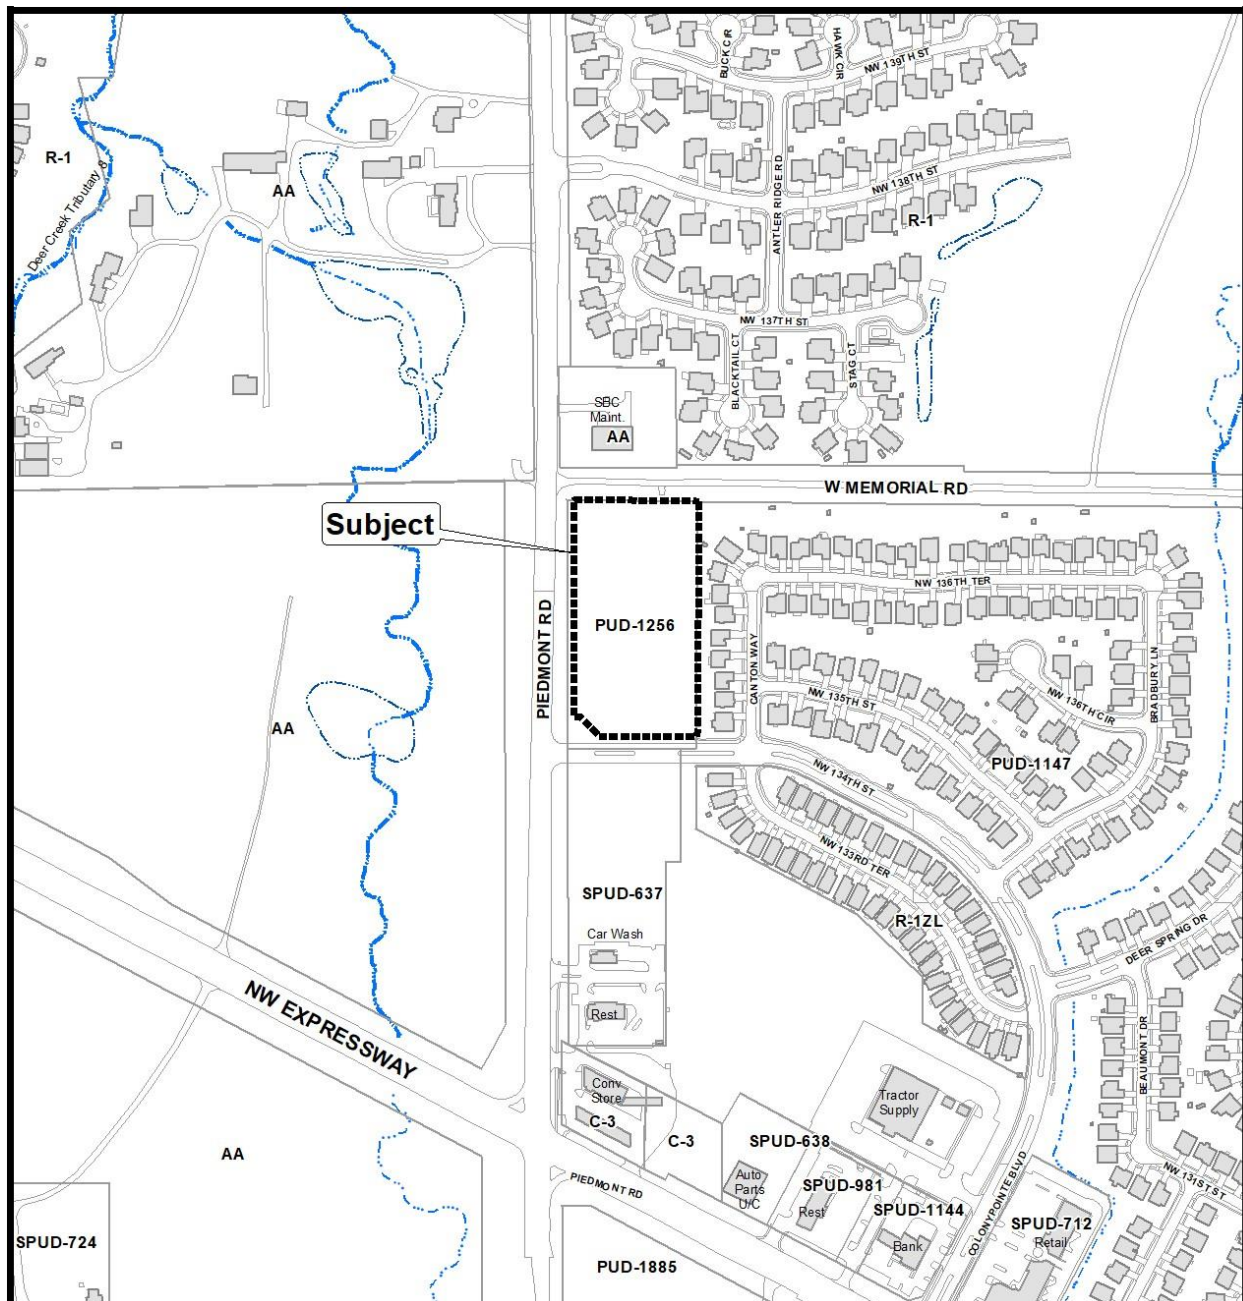 BUCK CIR
HAWK CIR
NW 139TH ST
R-1
Deer Creek Tributary 8
AA
ANTLER RIDGE RD
NW 138TH ST
R-1
NW 137TH ST
BLACKTAIL CT
STAG CT
SBC
Maint.
AA
W MEMORIAL RD
Subject
PIEDMONT RD
PUD-1256
NW 136TH TER
CANTON WAY
BRADBURY LN
NW 135TH ST
NW 136TH CIR
AA
PUD-1147
NW 134TH ST
NW 133RD TER
SPUD-637
Car Wash
R-1ZL
DEER SPRING DR
NW EXPRESSWAY
Rest
BEAUMONT DR
Conv
Store
Tractor
Supply
C-3
C-3
SPUD-638
AA
Auto
Parts
U/C
SPUD-981
Rest
SPUD-1144
Bank
COLONY POINTE BLVD
NW 131ST ST
PIEDMONT RD
SPUD-712
Retail
SPUD-724
PUD-1885